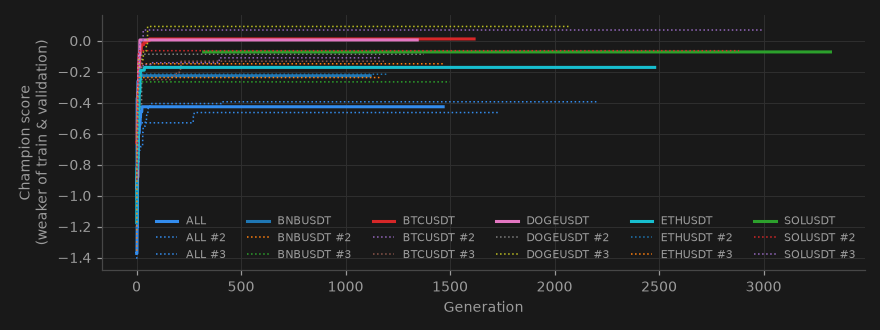 Champion score
(weaker of train & validation)
0.0
−0.2
−0.4
−0.6
−0.8
−1.0
−1.2
−1.4
ALL BNBUSDT BTCUSDT DOGEUSDT ETHUSDT SOLUSDT
ALL #2 BNBUSDT #2 BTCUSDT #2 DOGEUSDT #2 ETHUSDT #2 SOLUSDT #2
ALL #3 BNBUSDT #3 BTCUSDT #3 DOGEUSDT #3 ETHUSDT #3 SOLUSDT #3
0 500 1000 1500 2000 2500 3000
Generation